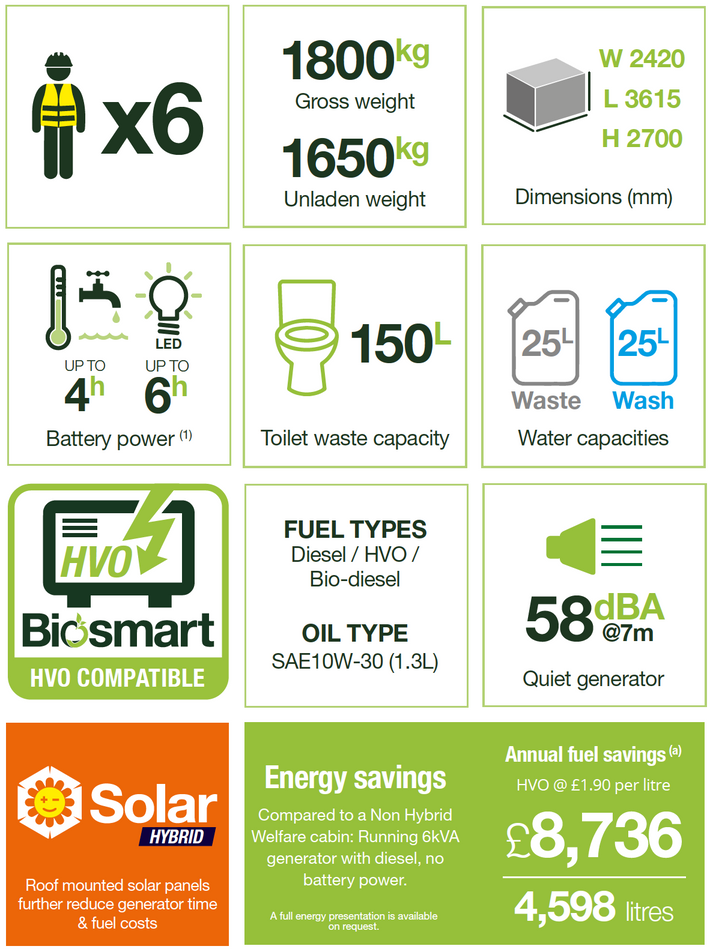 x6
1800kg
Gross weight
1650kg
Unladen weight
W 2420
L 3615
H 2700
Dimensions (mm)
LED
UP TO
4h
UP TO
6h
Battery power (1)
150L
Toilet waste capacity
25L
Waste
25L
Wash
Water capacities
HVO
Biosmart
HVO COMPATIBLE
FUEL TYPES
Diesel / HVO /
Bio-diesel
OIL TYPE
SAE10W-30 (1.3L)
58dBA
@7m
Quiet generator
Solar
HYBRID
Roof mounted solar panels
further reduce generator time
& fuel costs
Energy savings
Compared to a Non Hybrid
Welfare cabin: Running 6kVA
generator with diesel, no
battery power.
A full energy presentation is available
on request.
Annual fuel savings (a)
HVO @ £1.90 per litre
£8,736
4,598 litres